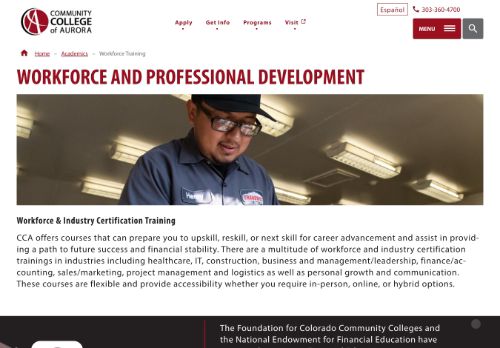 COMMUNITY
COLLEGE
of AURORA
Español
303-360-4700
Apply
Get Info
Programs
Visit
MENU
Home - Academics - Workforce Training
WORKFORCE AND PROFESSIONAL DEVELOPMENT
Workforce & Industry Certification Training
CCA offers courses that can prepare you to upskill, reskill, or next skill for career advancement and assist in provid-
ing a path to future success and financial stability. There are a multitude of workforce and industry certification
trainings in industries including healthcare, IT, construction, business and management/leadership, finance/ac-
counting, sales/marketing, project management and logistics as well as personal growth and communication.
These courses are flexible and provide accessibility whether you require in-person, online, or hybrid options.
The Foundation for Colorado Community Colleges and
the National Endowment for Financial Education have